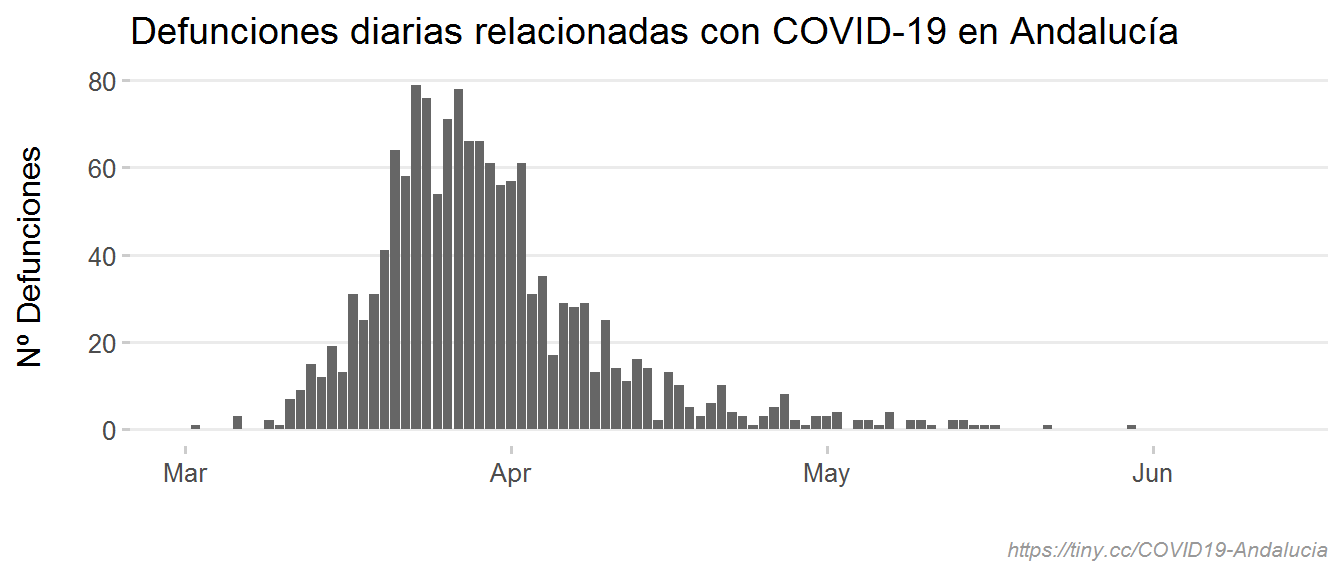 Defunciones diarias relacionadas con COVID-19 en Andalucía
Nº Defunciones
80
60
40
20
0
Mar Apr May Jun
https://tiny.cc/COVID19-Andalucia